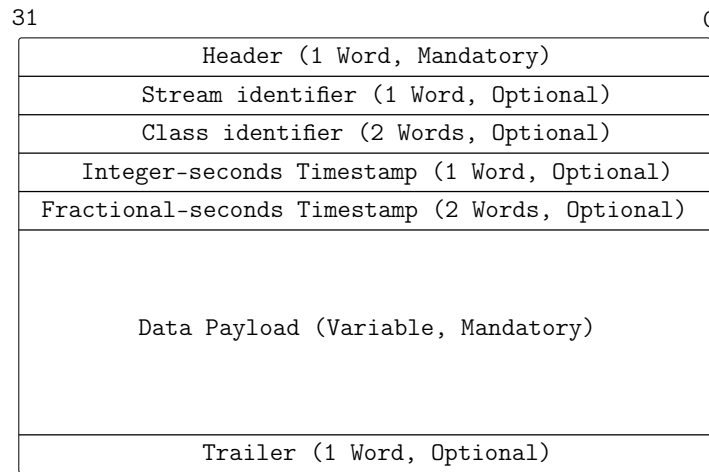 31 0
Header (1 Word, Mandatory)
Stream identifier (1 Word, Optional)
Class identifier (2 Words, Optional)
Integer-seconds Timestamp (1 Word, Optional)
Fractional-seconds Timestamp (2 Words, Optional)
Data Payload (Variable, Mandatory)
Trailer (1 Word, Optional)